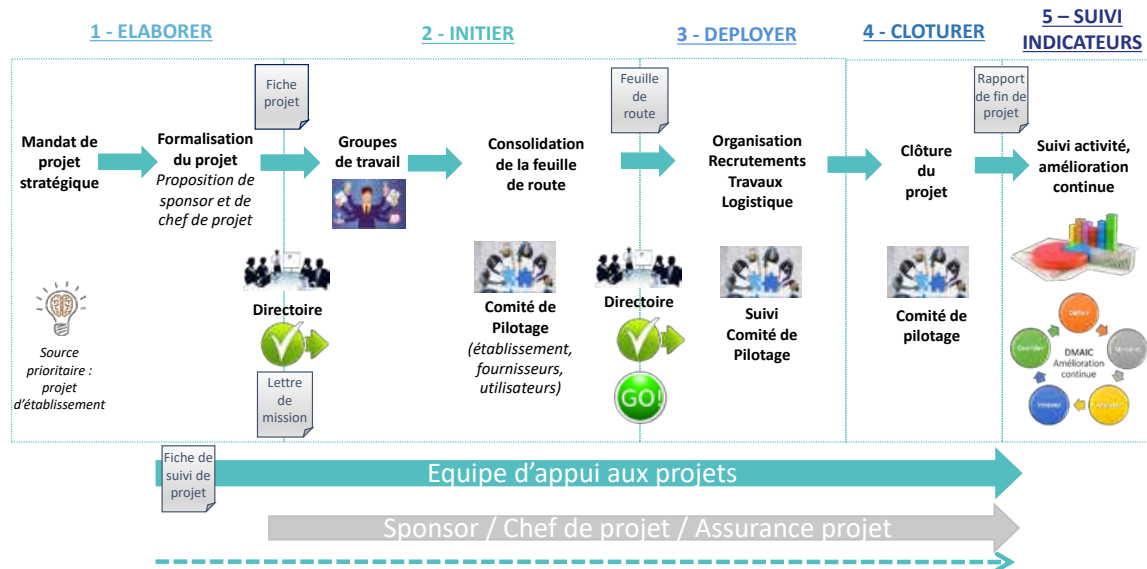 1 - ELABORER
2 - INITIER
3 - DEPLOYER
4 - CLOTURER
5 – SUIVI
INDICATEURS
Fiche
projet
Feuille
de
route
Rapport
de fin de
projet
Mandat de
projet
stratégique
Formalisation
du projet
Proposition de
sponsor et de
chef de projet
Groupes
de travail
Consolidation
de la feuille
de route
Organisation
Recrutements
Travaux
Logistique
Clôture
du
projet
Suivi activité,
amélioration
continue
Source
prioritaire :
projet
d'établissement
Directoire
Lettre
de
mission
Comité de
Pilotage
(établissement,
fournisseurs,
utilisateurs)
Directoire
GO!
Suivi
Comité de
Pilotage
Comité de
pilotage
Définir
Mesurer
Analyser
Innover
Contrôler
DMAIC
Amélioration
continue
Fiche de
suivi de
projet
Equipe d'appui aux projets
Sponsor / Chef de projet / Assurance projet